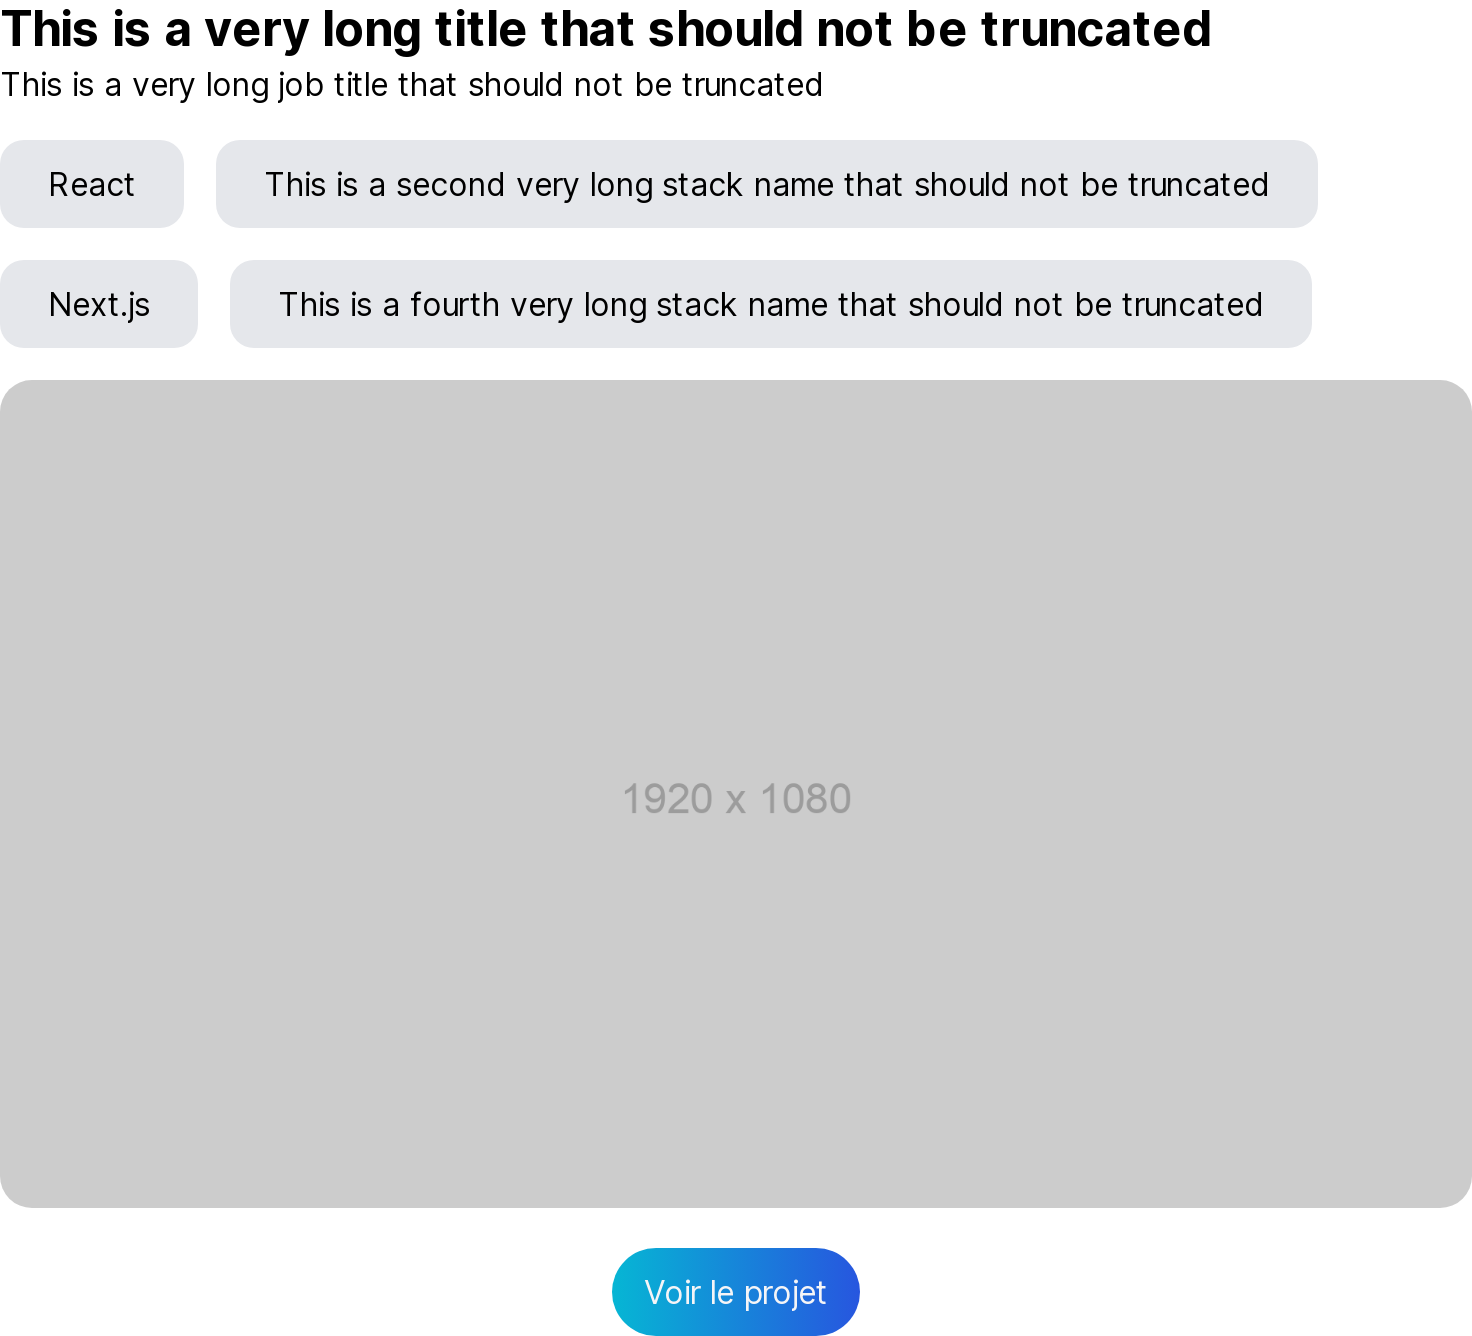 This is a very long title that should not be truncated
This is a very long job title that should not be truncated
React
This is a second very long stack name that should not be truncated
Next.js
This is a fourth very long stack name that should not be truncated
1920 x 1080
Voir le projet